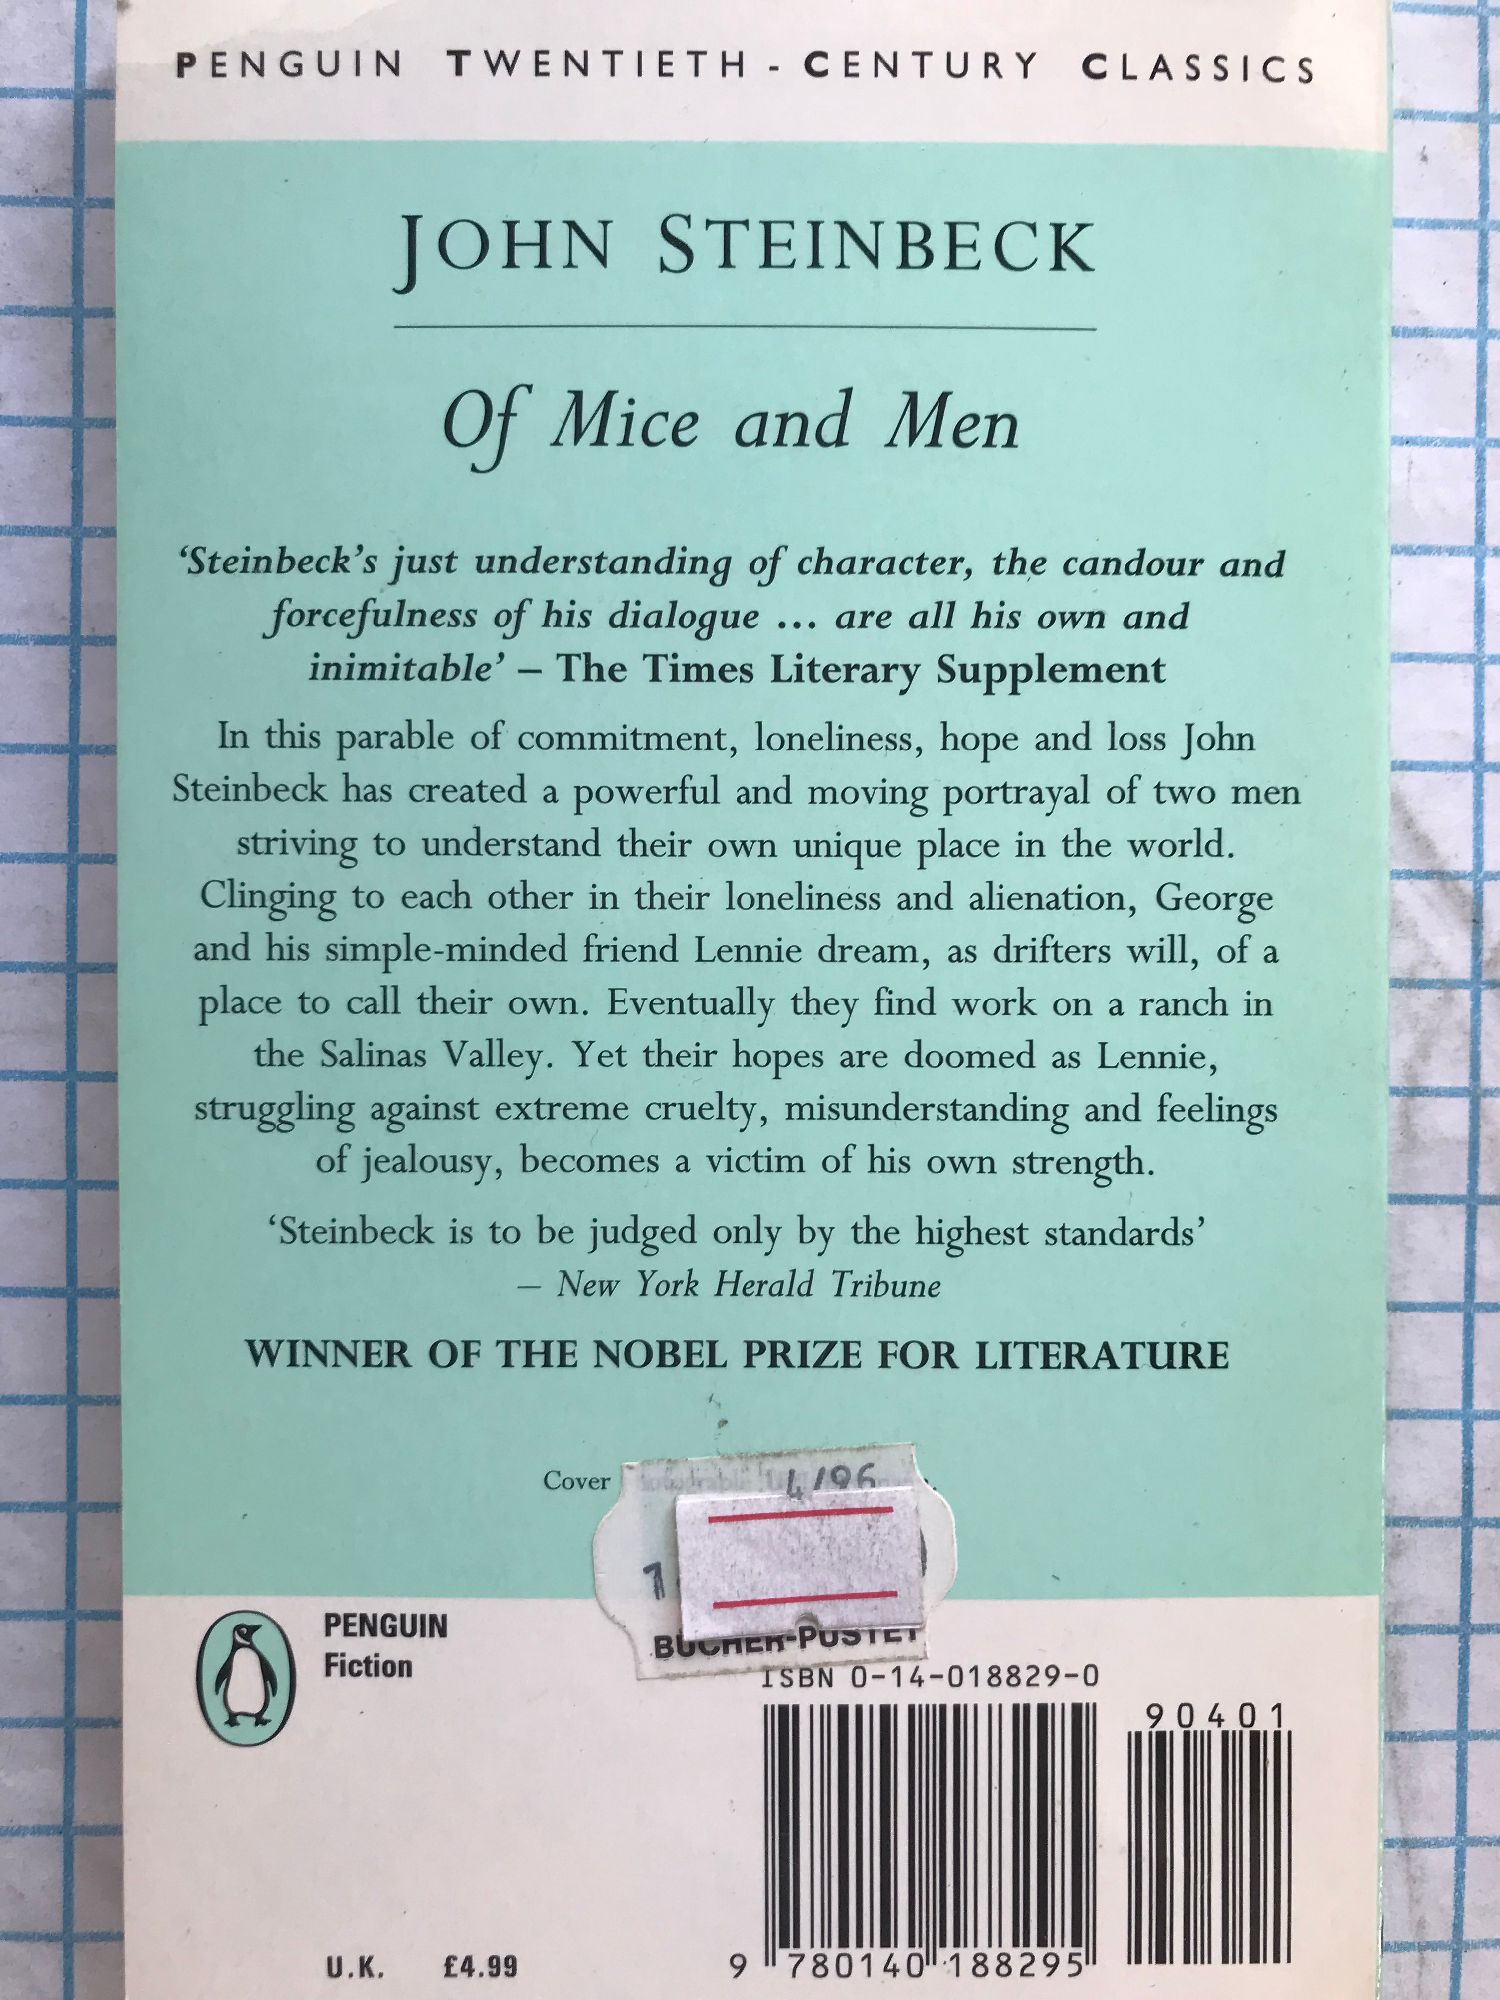 PENGUIN TWENTIETH-CENTURY CLASSICS
JOHN STEINBECK
Of Mice and Men
‘Steinbeck’s just understanding of character, the candour and
forcefulness of his dialogue ... are all his own and
inimitable’ – The Times Literary Supplement
In this parable of commitment, loneliness, hope and loss John
Steinbeck has created a powerful and moving portrayal of two men
striving to understand their own unique place in the world.
Clinging to each other in their loneliness and alienation, George
and his simple-minded friend Lennie dream, as drifters will, of a
place to call their own. Eventually they find work on a ranch in
the Salinas Valley. Yet their hopes are doomed as Lennie,
struggling against extreme cruelty, misunderstanding and feelings
of jealousy, becomes a victim of his own strength.
‘Steinbeck is to be judged only by the highest standards’
– New York Herald Tribune
WINNER OF THE NOBEL PRIZE FOR LITERATURE
Cover
4/96
BÜCHER-PUSTET
PENGUIN
Fiction
ISBN 0-14-018829-0
90401
9 780140 188295
U.K. £4.99